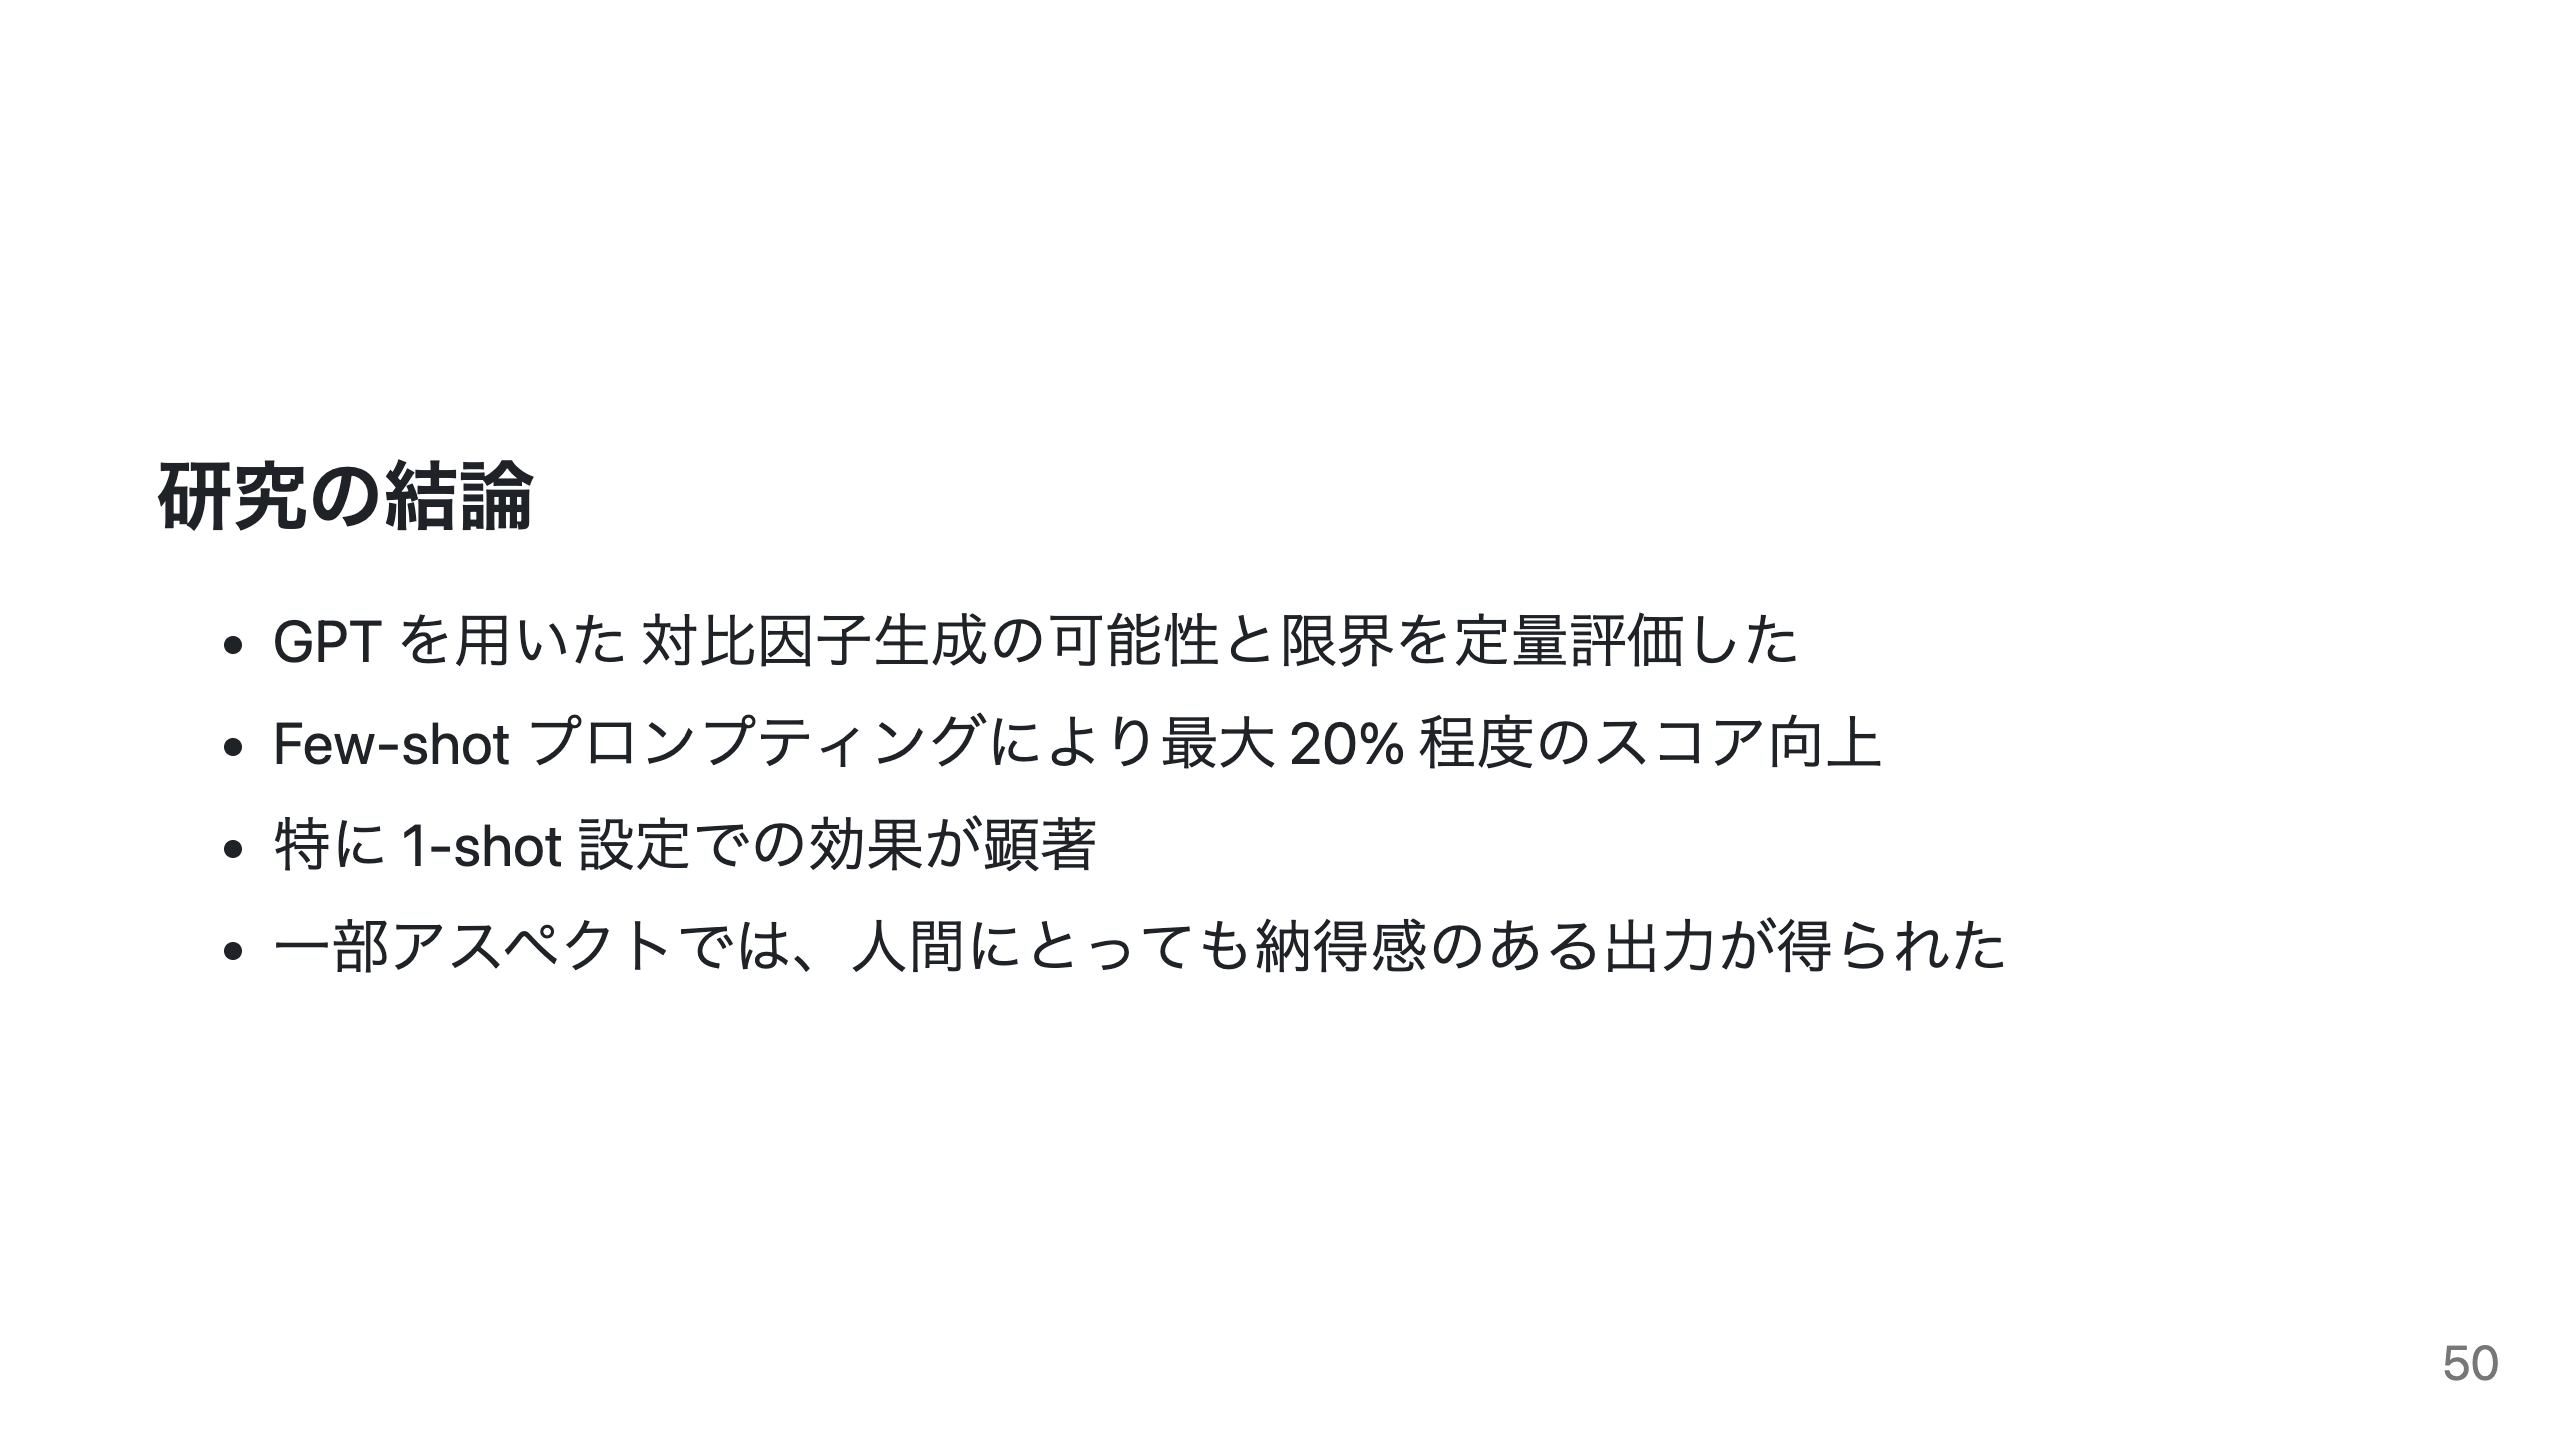 研究の結論
• GPT を用いた 対比因子生成の可能性と限界を定量評価した
• Few-shot プロンプティングにより最大 20% 程度のスコア向上
• 特に 1-shot 設定での効果が顕著
• 一部アスペクトでは、人間にとっても納得感のある出力が得られた
50